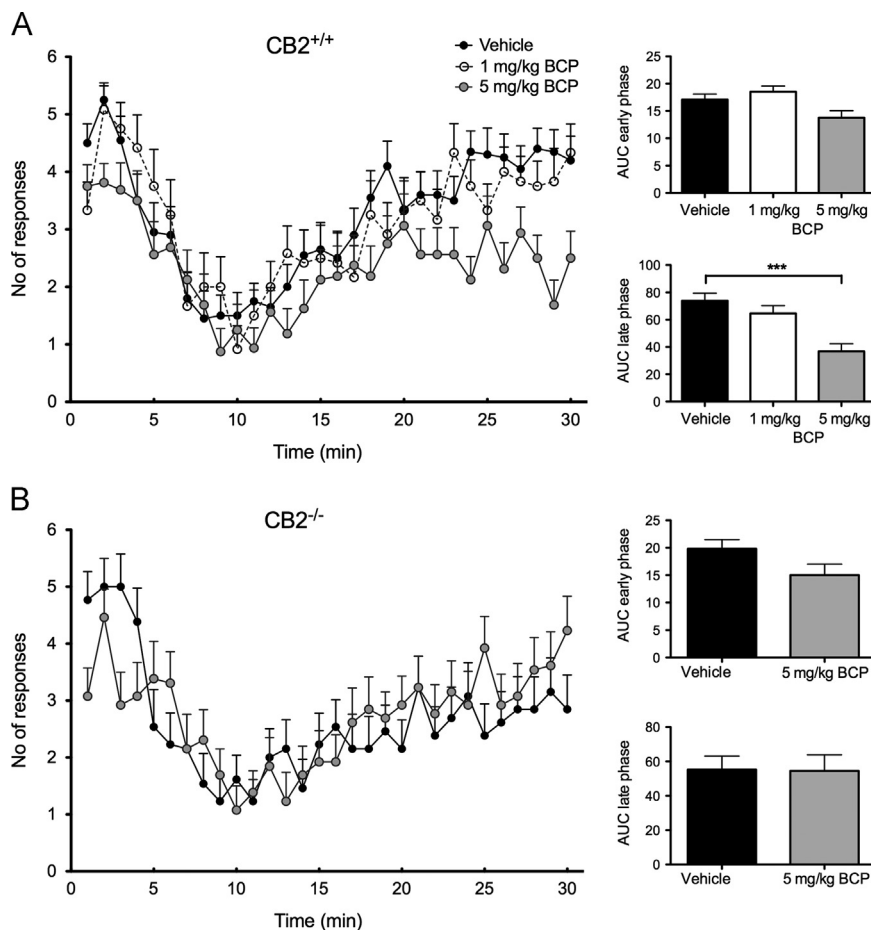 A
CB2+/+
Vehicle
1 mg/kg BCP
5 mg/kg BCP
No of responses
6
5
4
3
2
1
0
0 5 10 15 20 25 30
Time (min)
AUC early phase
25
20
15
10
5
0
Vehicle 1 mg/kg 5 mg/kg
BCP
AUC late phase
100
80
60
40
20
0
***
Vehicle 1 mg/kg 5 mg/kg
BCP
B
CB2-/-
No of responses
6
5
4
3
2
1
0
0 5 10 15 20 25 30
Time (min)
AUC early phase
25
20
15
10
5
0
Vehicle 5 mg/kg BCP
AUC late phase
80
60
40
20
0
Vehicle 5 mg/kg BCP